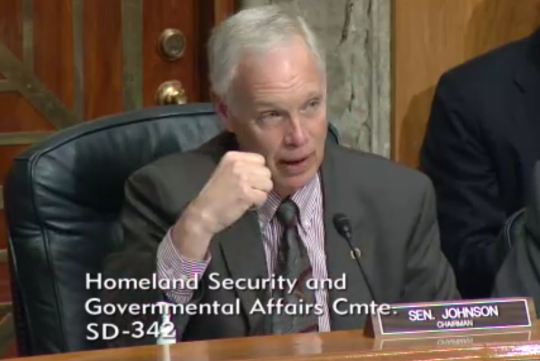 Homeland Security and
Governmental Affairs Cmte.
SD-342
SEN. JOHNSON
CHAIRMAN